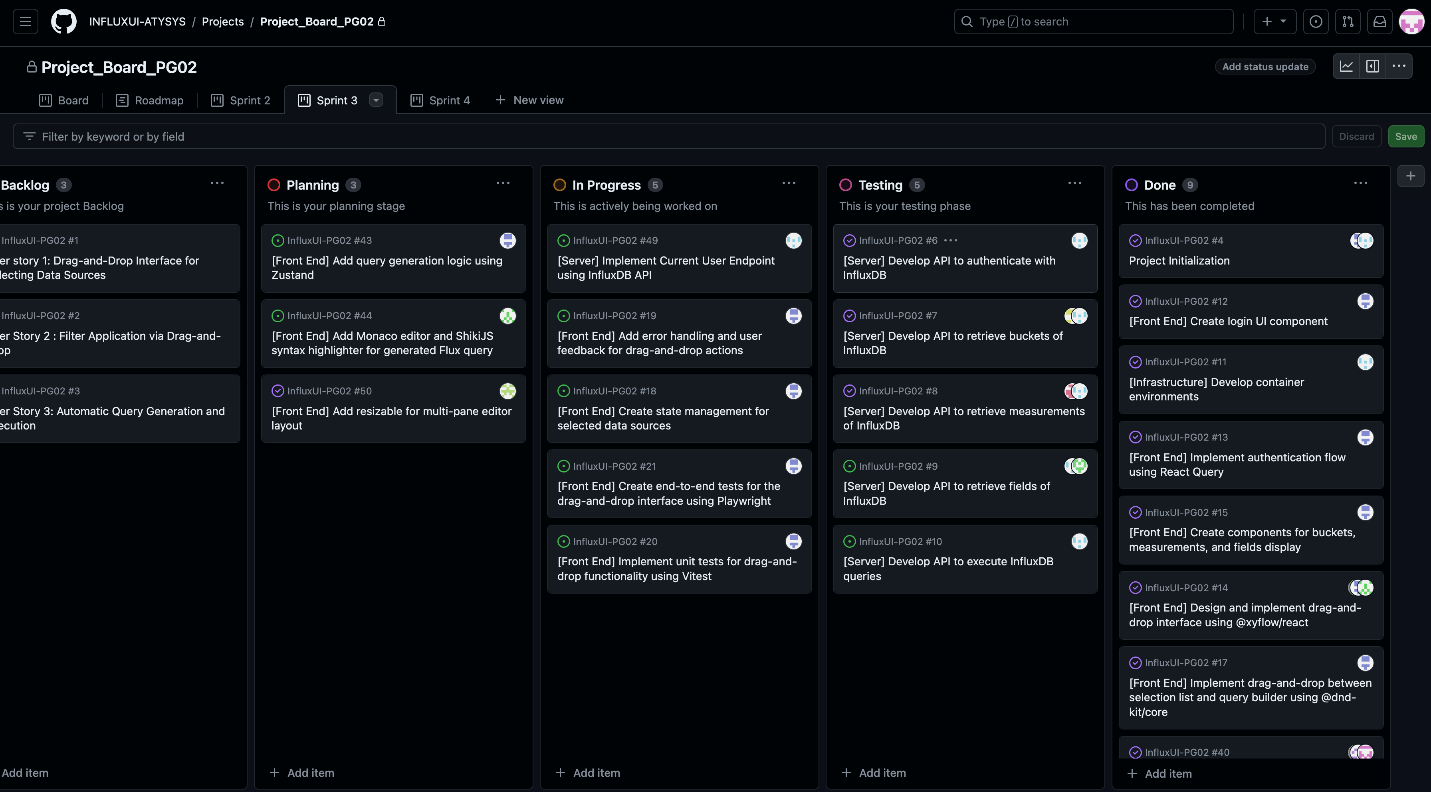 INFLUXUI-ATYSYS / Projects / Project_Board_PG02
Type / to search
Project_Board_PG02
Add status update
Board
Roadmap
Sprint 2
Sprint 3
Sprint 4
New view
Filter by keyword or by field
Discard
Save
Backlog 3
s is your project Backlog
InfluxUI-PG02 #1
er story 1: Drag-and-Drop Interface for
lecting Data Sources
InfluxUI-PG02 #2
er Story 2 : Filter Application via Drag-and-
op
InfluxUI-PG02 #3
er Story 3: Automatic Query Generation and
ecution
Add item
Planning 3
This is your planning stage
InfluxUI-PG02 #43
[Front End] Add query generation logic using
Zustand
InfluxUI-PG02 #44
[Front End] Add Monaco editor and ShikiJS
syntax highlighter for generated Flux query
InfluxUI-PG02 #50
[Front End] Add resizable for multi-pane editor
layout
Add item
In Progress 5
This is actively being worked on
InfluxUI-PG02 #49
[Server] Implement Current User Endpoint
using InfluxDB API
InfluxUI-PG02 #19
[Front End] Add error handling and user
feedback for drag-and-drop actions
InfluxUI-PG02 #18
[Front End] Create state management for
selected data sources
InfluxUI-PG02 #21
[Front End] Create end-to-end tests for the
drag-and-drop interface using Playwright
InfluxUI-PG02 #20
[Front End] Implement unit tests for drag-and-
drop functionality using Vitest
Add item
Testing 5
This is your testing phase
InfluxUI-PG02 #6
[Server] Develop API to authenticate with
InfluxDB
InfluxUI-PG02 #7
[Server] Develop API to retrieve buckets of
InfluxDB
InfluxUI-PG02 #8
[Server] Develop API to retrieve measurements
of InfluxDB
InfluxUI-PG02 #9
[Server] Develop API to retrieve fields of
InfluxDB
InfluxUI-PG02 #10
[Server] Develop API to execute InfluxDB
queries
Add item
Done 9
This has been completed
InfluxUI-PG02 #4
Project Initialization
InfluxUI-PG02 #12
[Front End] Create login UI component
InfluxUI-PG02 #11
[Infrastructure] Develop container
environments
InfluxUI-PG02 #13
[Front End] Implement authentication flow
using React Query
InfluxUI-PG02 #15
[Front End] Create components for buckets,
measurements, and fields display
InfluxUI-PG02 #14
[Front End] Design and implement drag-and-
drop interface using @xyflow/react
InfluxUI-PG02 #17
[Front End] Implement drag-and-drop between
selection list and query builder using @dnd-
kit/core
InfluxUI-PG02 #40
Add item